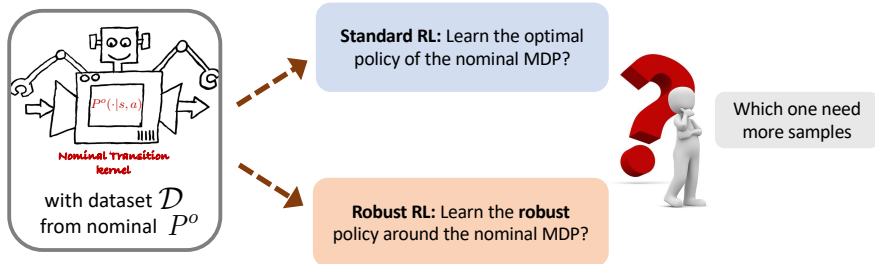 P^o(·|s, a)
Nominal Transition
kernel
with dataset 𝒟
from nominal P^o
Standard RL: Learn the optimal
policy of the nominal MDP?
Robust RL: Learn the robust
policy around the nominal MDP?
Which one need
more samples